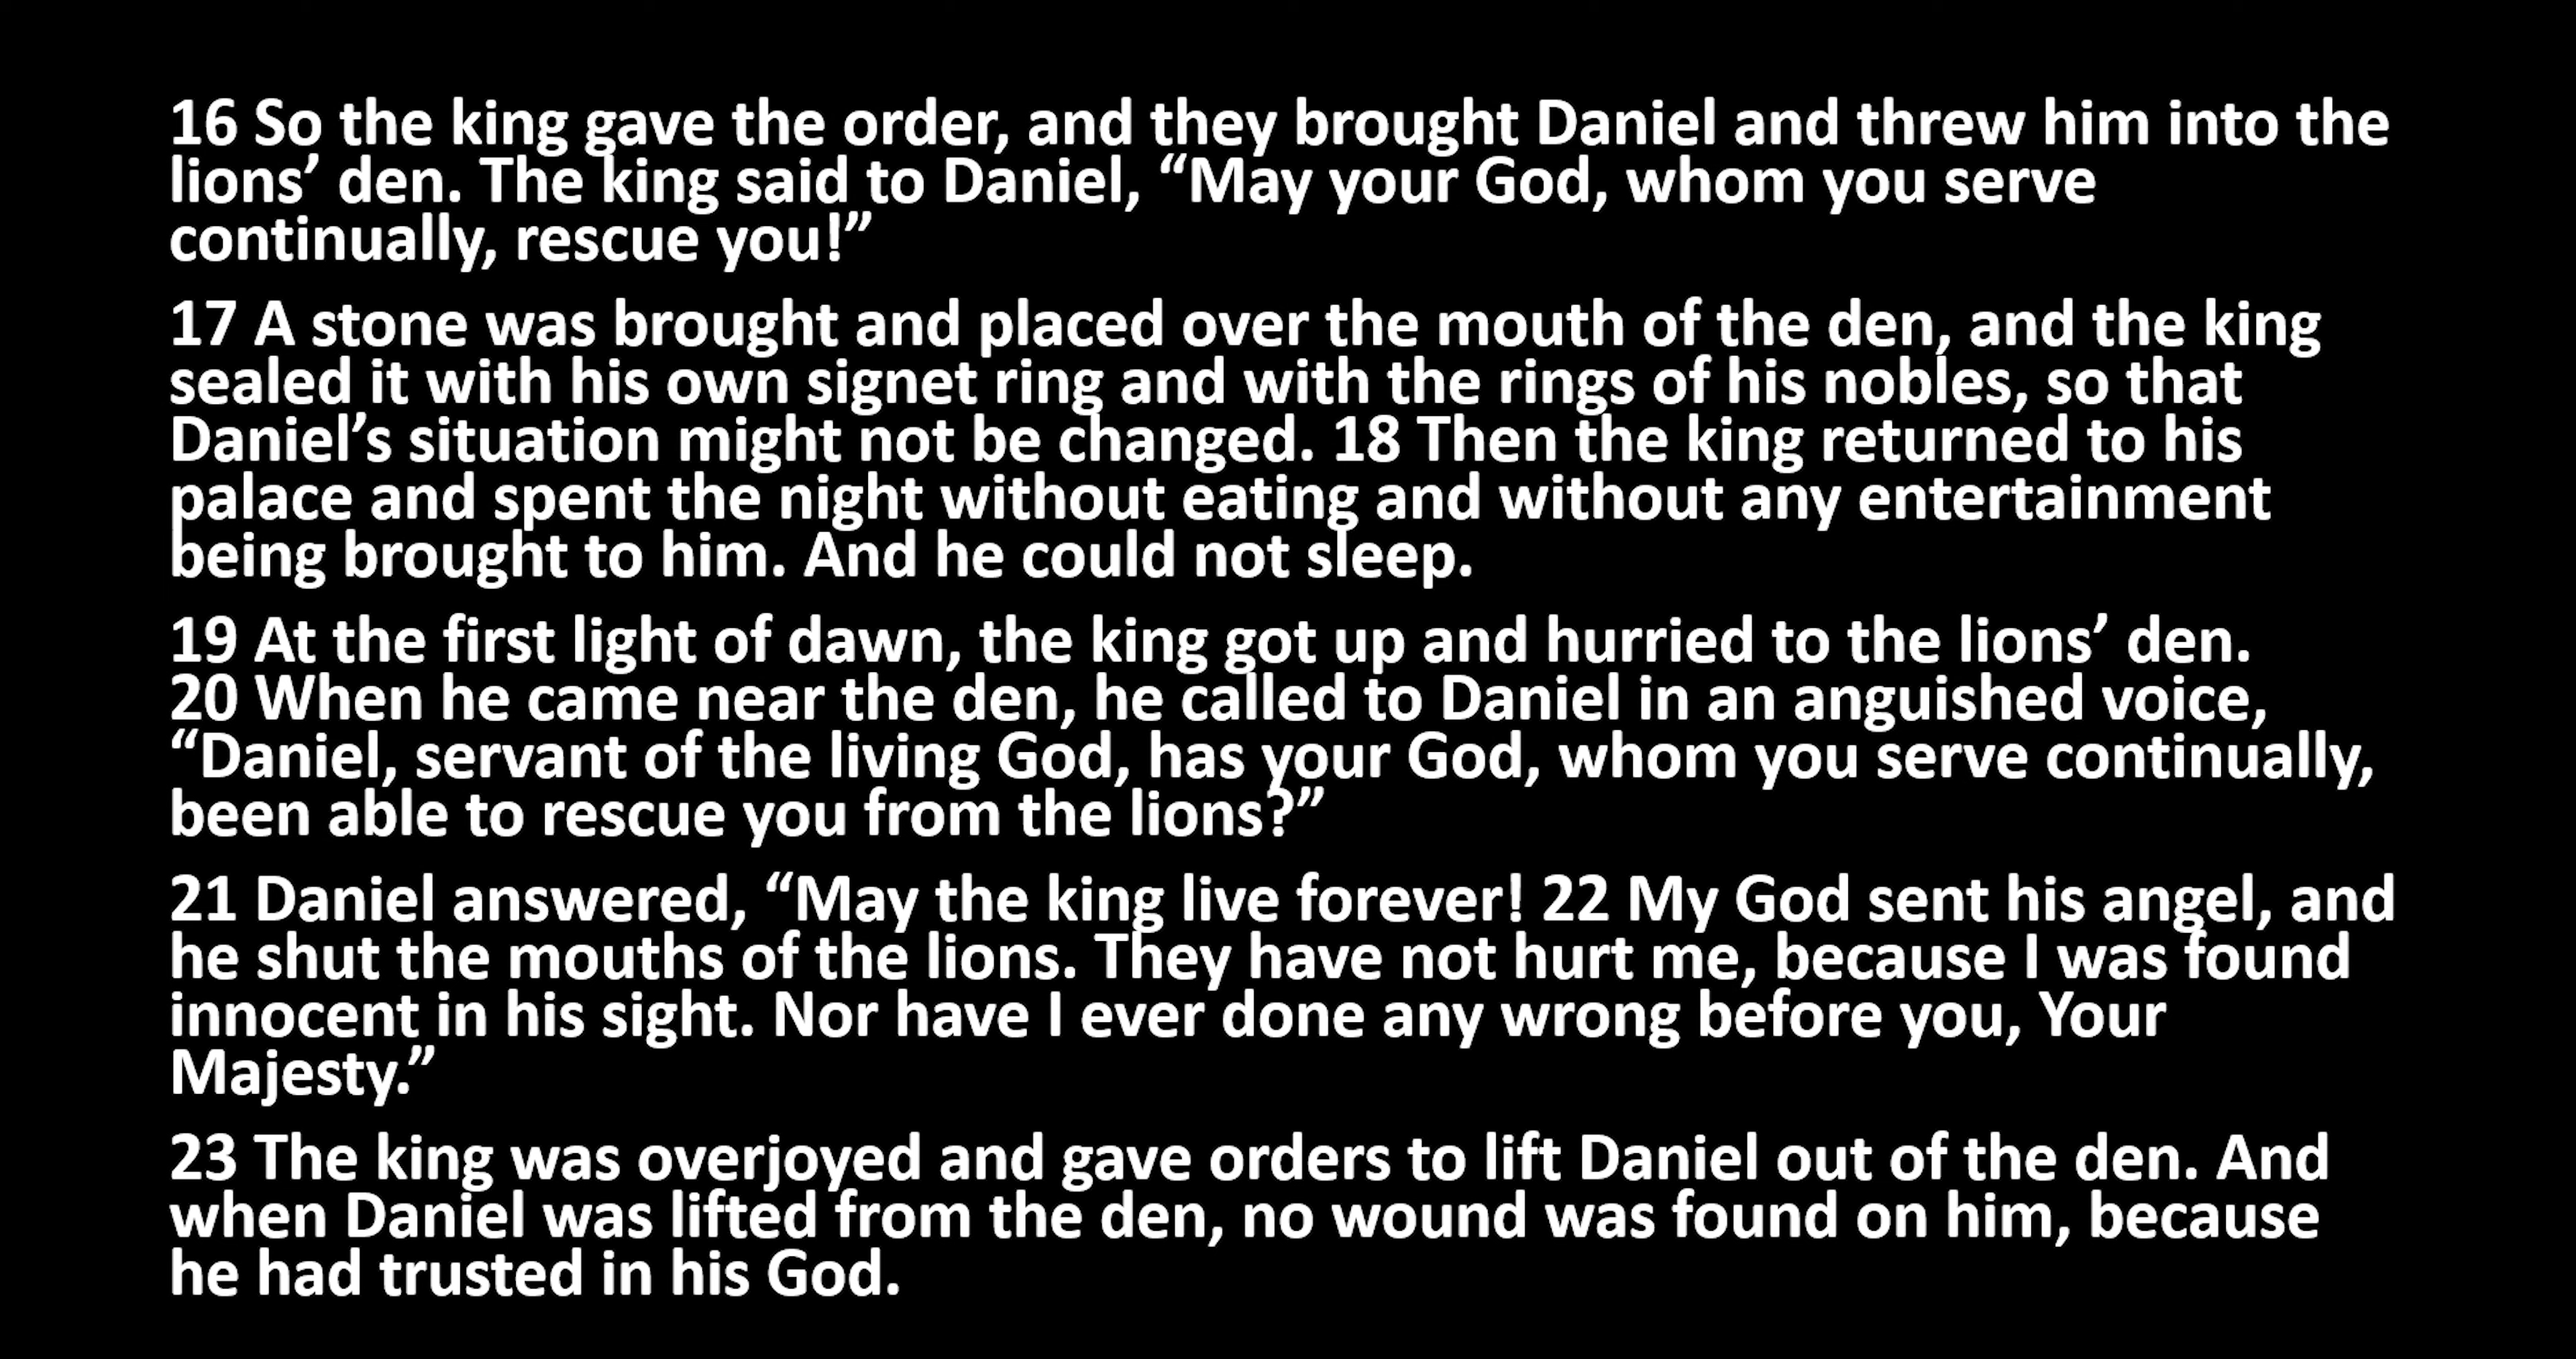 16 So the king gave the order, and they brought Daniel and threw him into the
lions’ den. The king said to Daniel, “May your God, whom you serve
continually, rescue you!”
17 A stone was brought and placed over the mouth of the den, and the king
sealed it with his own signet ring and with the rings of his nobles, so that
Daniel’s situation might not be changed. 18 Then the king returned to his
palace and spent the night without eating and without any entertainment
being brought to him. And he could not sleep.
19 At the first light of dawn, the king got up and hurried to the lions’ den.
20 When he came near the den, he called to Daniel in an anguished voice,
“Daniel, servant of the living God, has your God, whom you serve continually,
been able to rescue you from the lions?”
21 Daniel answered, “May the king live forever! 22 My God sent his angel, and
he shut the mouths of the lions. They have not hurt me, because I was found
innocent in his sight. Nor have I ever done any wrong before you, Your
Majesty.”
23 The king was overjoyed and gave orders to lift Daniel out of the den. And
when Daniel was lifted from the den, no wound was found on him, because
he had trusted in his God.